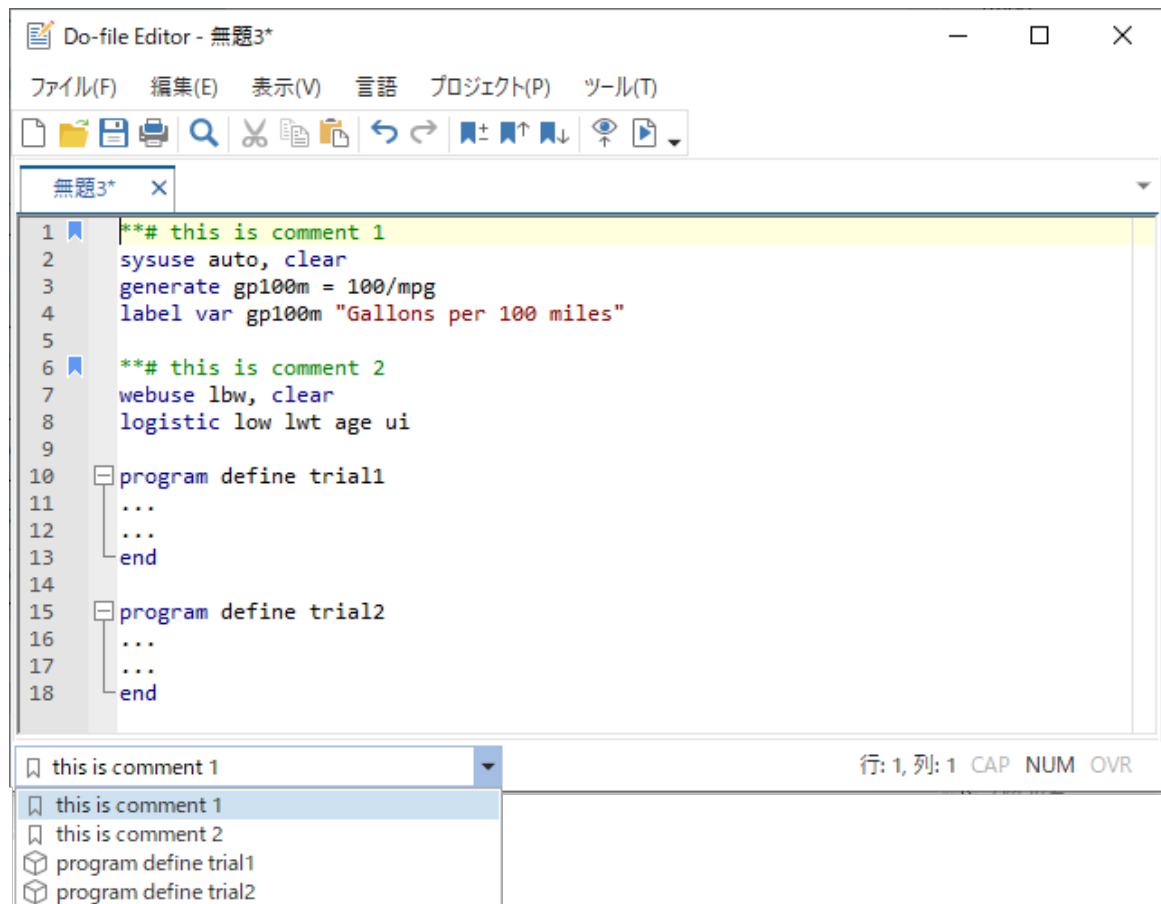 Do-file Editor - 無題3*
ファイル(F) 編集(E) 表示(V) 言語 プロジェクト(P) ツール(T)
無題3*
1 **# this is comment 1
2 sysuse auto, clear
3 generate gp100m = 100/mpg
4 label var gp100m "Gallons per 100 miles"
5
6 **# this is comment 2
7 webuse lbw, clear
8 logistic low lwt age ui
9
10 program define trial1
11 ...
12 ...
13 end
14
15 program define trial2
16 ...
17 ...
18 end
this is comment 1 行: 1, 列: 1 CAP NUM OVR
this is comment 1
this is comment 2
program define trial1
program define trial2